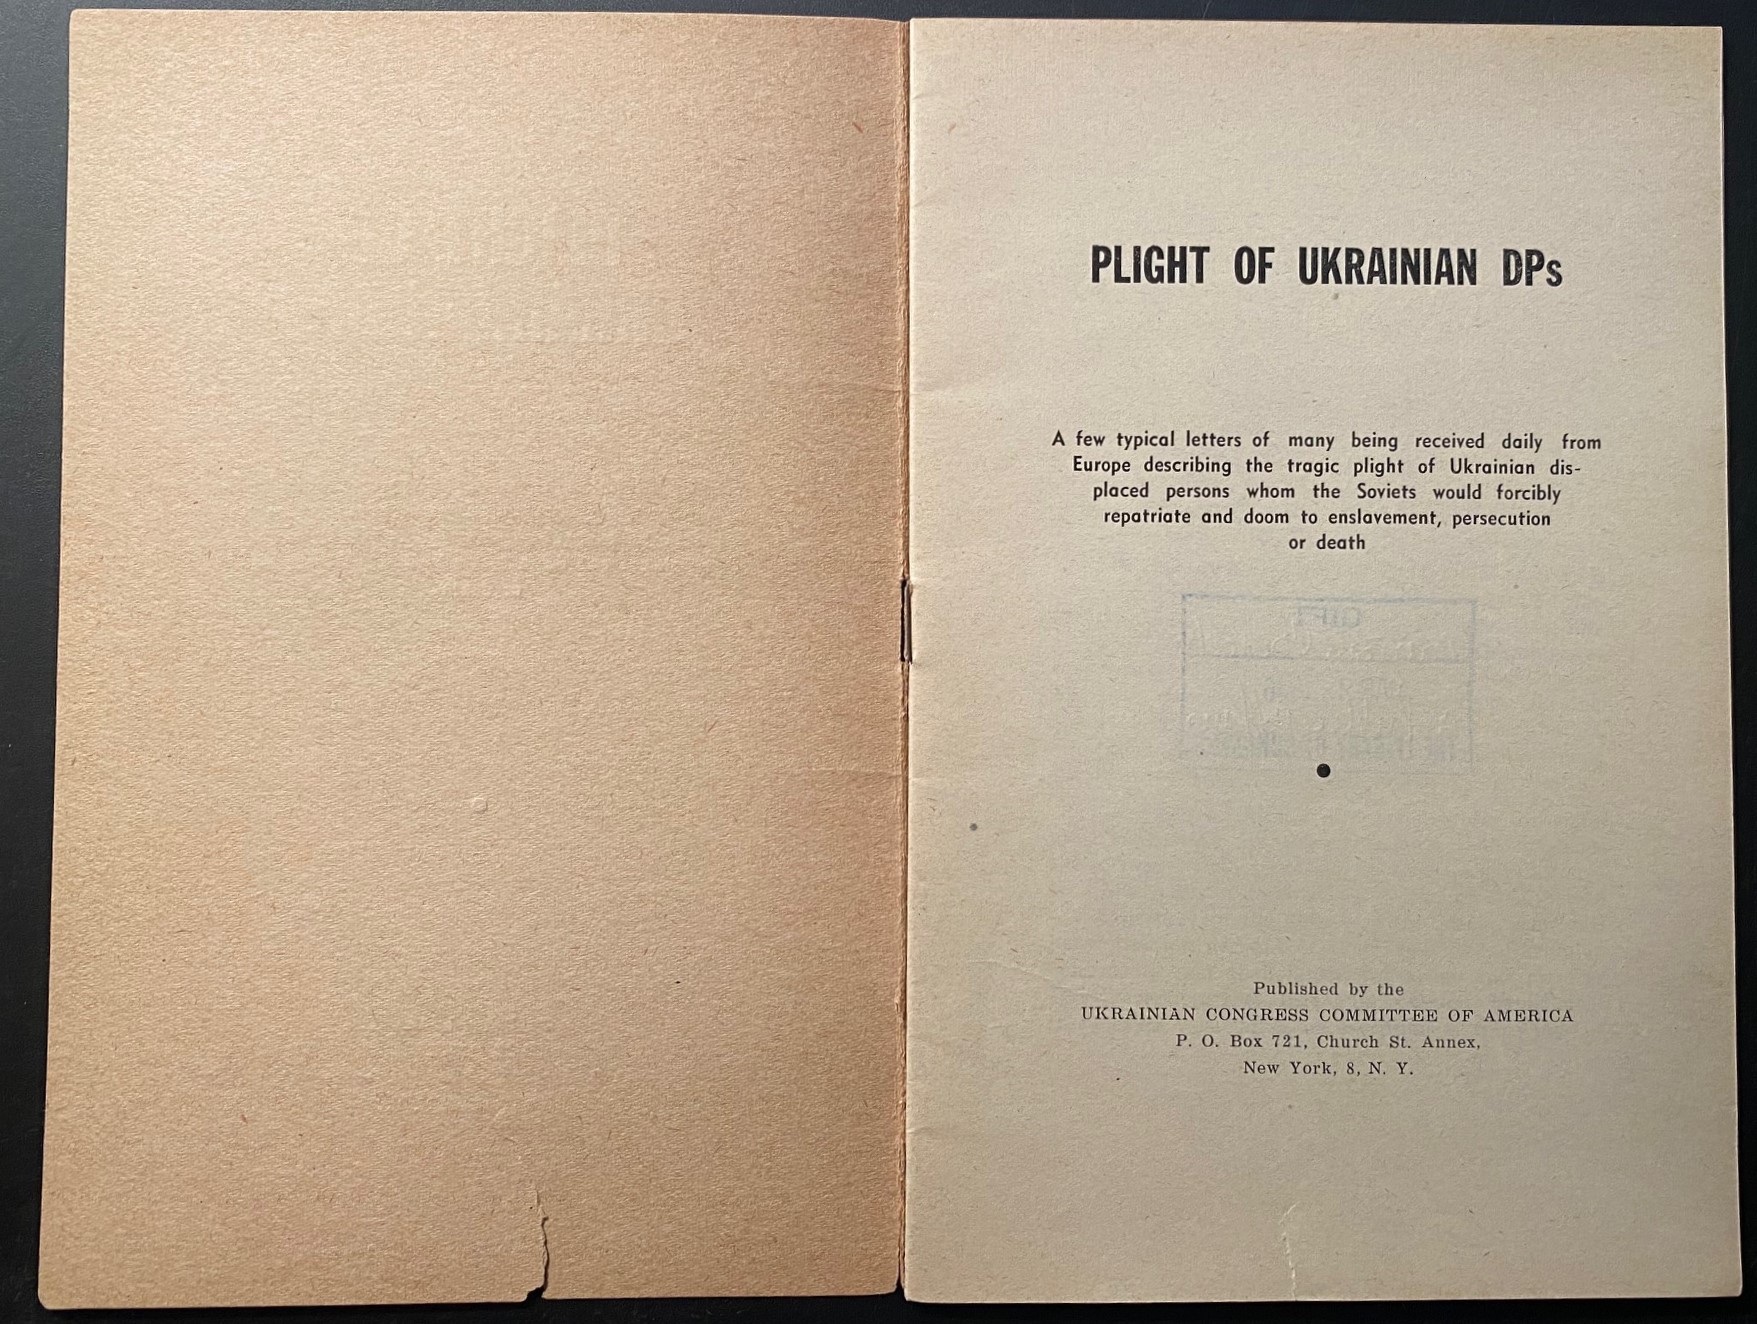 PLIGHT OF UKRAINIAN DPs
A few typical letters of many being received daily from
Europe describing the tragic plight of Ukrainian dis-
placed persons whom the Soviets would forcibly
repatriate and doom to enslavement, persecution
or death
GIFT
Published by the
UKRAINIAN CONGRESS COMMITTEE OF AMERICA
P. O. Box 721, Church St. Annex,
New York, 8, N. Y.